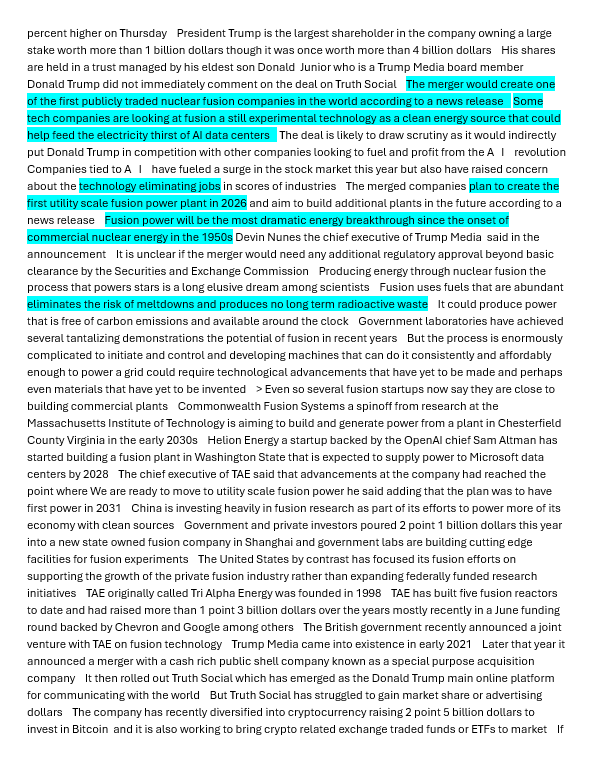 percent higher on Thursday    President Trump is the largest shareholder in the company owning a large
stake worth more than 1 billion dollars though it was once worth more than 4 billion dollars    His shares
are held in a trust managed by his eldest son Donald  Junior who is a Trump Media board member
Donald Trump did not immediately comment on the deal on Truth Social    The merger would create one
of the first publicly traded nuclear fusion companies in the world according to a news release    Some
tech companies are looking at fusion a still experimental technology as a clean energy source that could
help feed the electricity thirst of AI data centers    The deal is likely to draw scrutiny as it would indirectly
put Donald Trump in competition with other companies looking to fuel and profit from the A   I   revolution
Companies tied to A   I    have fueled a surge in the stock market this year but also have raised concern
about the technology eliminating jobs in scores of industries    The merged companies plan to create the
first utility scale fusion power plant in 2026 and aim to build additional plants in the future according to a
news release    Fusion power will be the most dramatic energy breakthrough since the onset of
commercial nuclear energy in the 1950s Devin Nunes the chief executive of Trump Media  said in the
announcement    It is unclear if the merger would need any additional regulatory approval beyond basic
clearance by the Securities and Exchange Commission    Producing energy through nuclear fusion the
process that powers stars is a long elusive dream among scientists    Fusion uses fuels that are abundant
eliminates the risk of meltdowns and produces no long term radioactive waste    It could produce power
that is free of carbon emissions and available around the clock    Government laboratories have achieved
several tantalizing demonstrations the potential of fusion in recent years    But the process is enormously
complicated to initiate and control and developing machines that can do it consistently and affordably
enough to power a grid could require technological advancements that have yet to be made and perhaps
even materials that have yet to be invented    > Even so several fusion startups now say they are close to
building commercial plants    Commonwealth Fusion Systems a spinoff from research at the
Massachusetts Institute of Technology is aiming to build and generate power from a plant in Chesterfield
County Virginia in the early 2030s    Helion Energy a startup backed by the OpenAI chief Sam Altman has
started building a fusion plant in Washington State that is expected to supply power to Microsoft data
centers by 2028    The chief executive of TAE said that advancements at the company had reached the
point where We are ready to move to utility scale fusion power he said adding that the plan was to have
first power in 2031    China is investing heavily in fusion research as part of its efforts to power more of its
economy with clean sources    Government and private investors poured 2 point 1 billion dollars this year
into a new state owned fusion company in Shanghai and government labs are building cutting edge
facilities for fusion experiments    The United States by contrast has focused its fusion efforts on
supporting the growth of the private fusion industry rather than expanding federally funded research
initiatives    TAE originally called Tri Alpha Energy was founded in 1998    TAE has built five fusion reactors
to date and had raised more than 1 point 3 billion dollars over the years mostly recently in a June funding
round backed by Chevron and Google among others    The British government recently announced a joint
venture with TAE on fusion technology    Trump Media came into existence in early 2021    Later that year it
announced a merger with a cash rich public shell company known as a special purpose acquisition
company    It then rolled out Truth Social which has emerged as the Donald Trump main online platform
for communicating with the world    But Truth Social has struggled to gain market share or advertising
dollars    The company has recently diversified into cryptocurrency raising 2 point 5 billion dollars to
invest in Bitcoin  and it is also working to bring crypto related exchange traded funds or ETFs to market    If